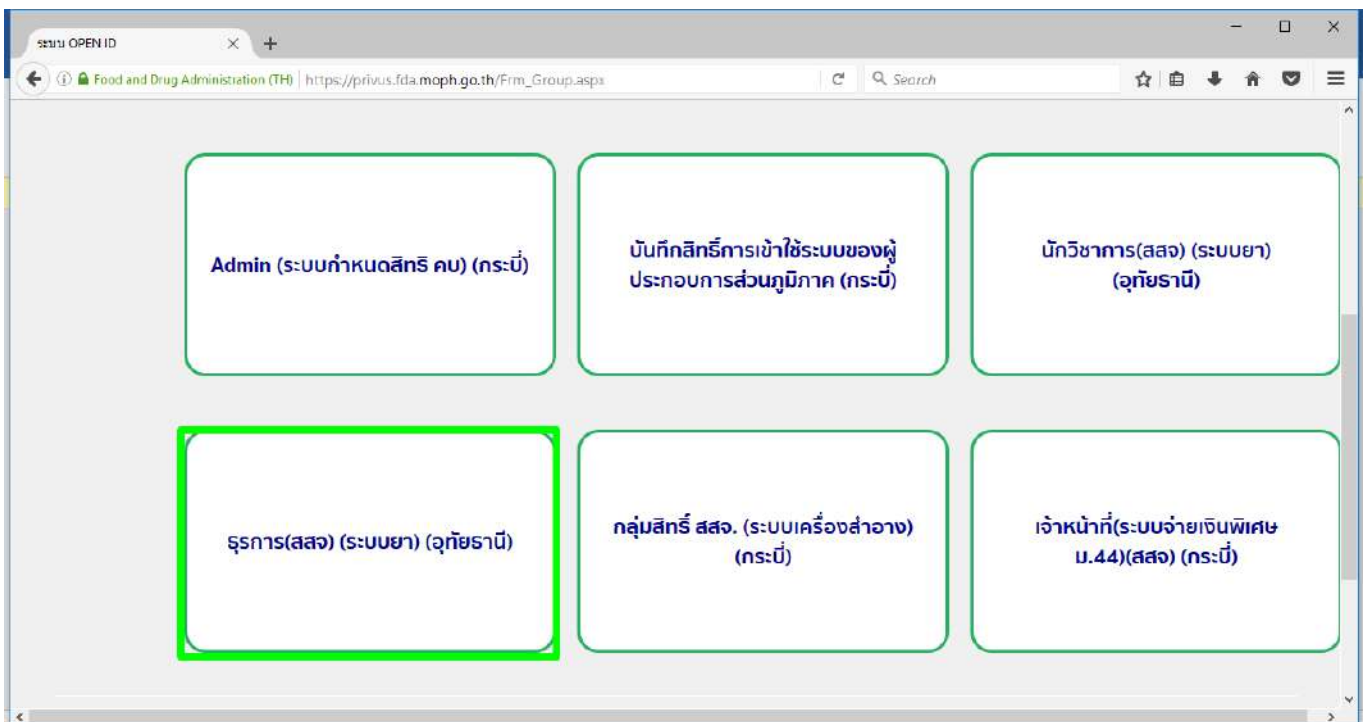 ระบบ OPEN ID
Food and Drug Administration (TH) https://privus.fda.moph.go.th/Frm_Group.aspx
Search
Admin (ระบบกำหนดสิทธิ คบ) (กระบี่)
บันทึกสิทธิ์การเข้าใช้ระบบของผู้
ประกอบการส่วนภูมิภาค (กระบี่)
นักวิชาการ(สสจ) (ระบบยา)
(อุทัยธานี)
ธุรการ(สสจ) (ระบบยา) (อุทัยธานี)
กลุ่มสิทธิ์ สสจ. (ระบบเครื่องสำอาง)
(กระบี่)
เจ้าหน้าที่(ระบบจ่ายเงินพิเศษ
ม.44)(สสจ) (กระบี่)